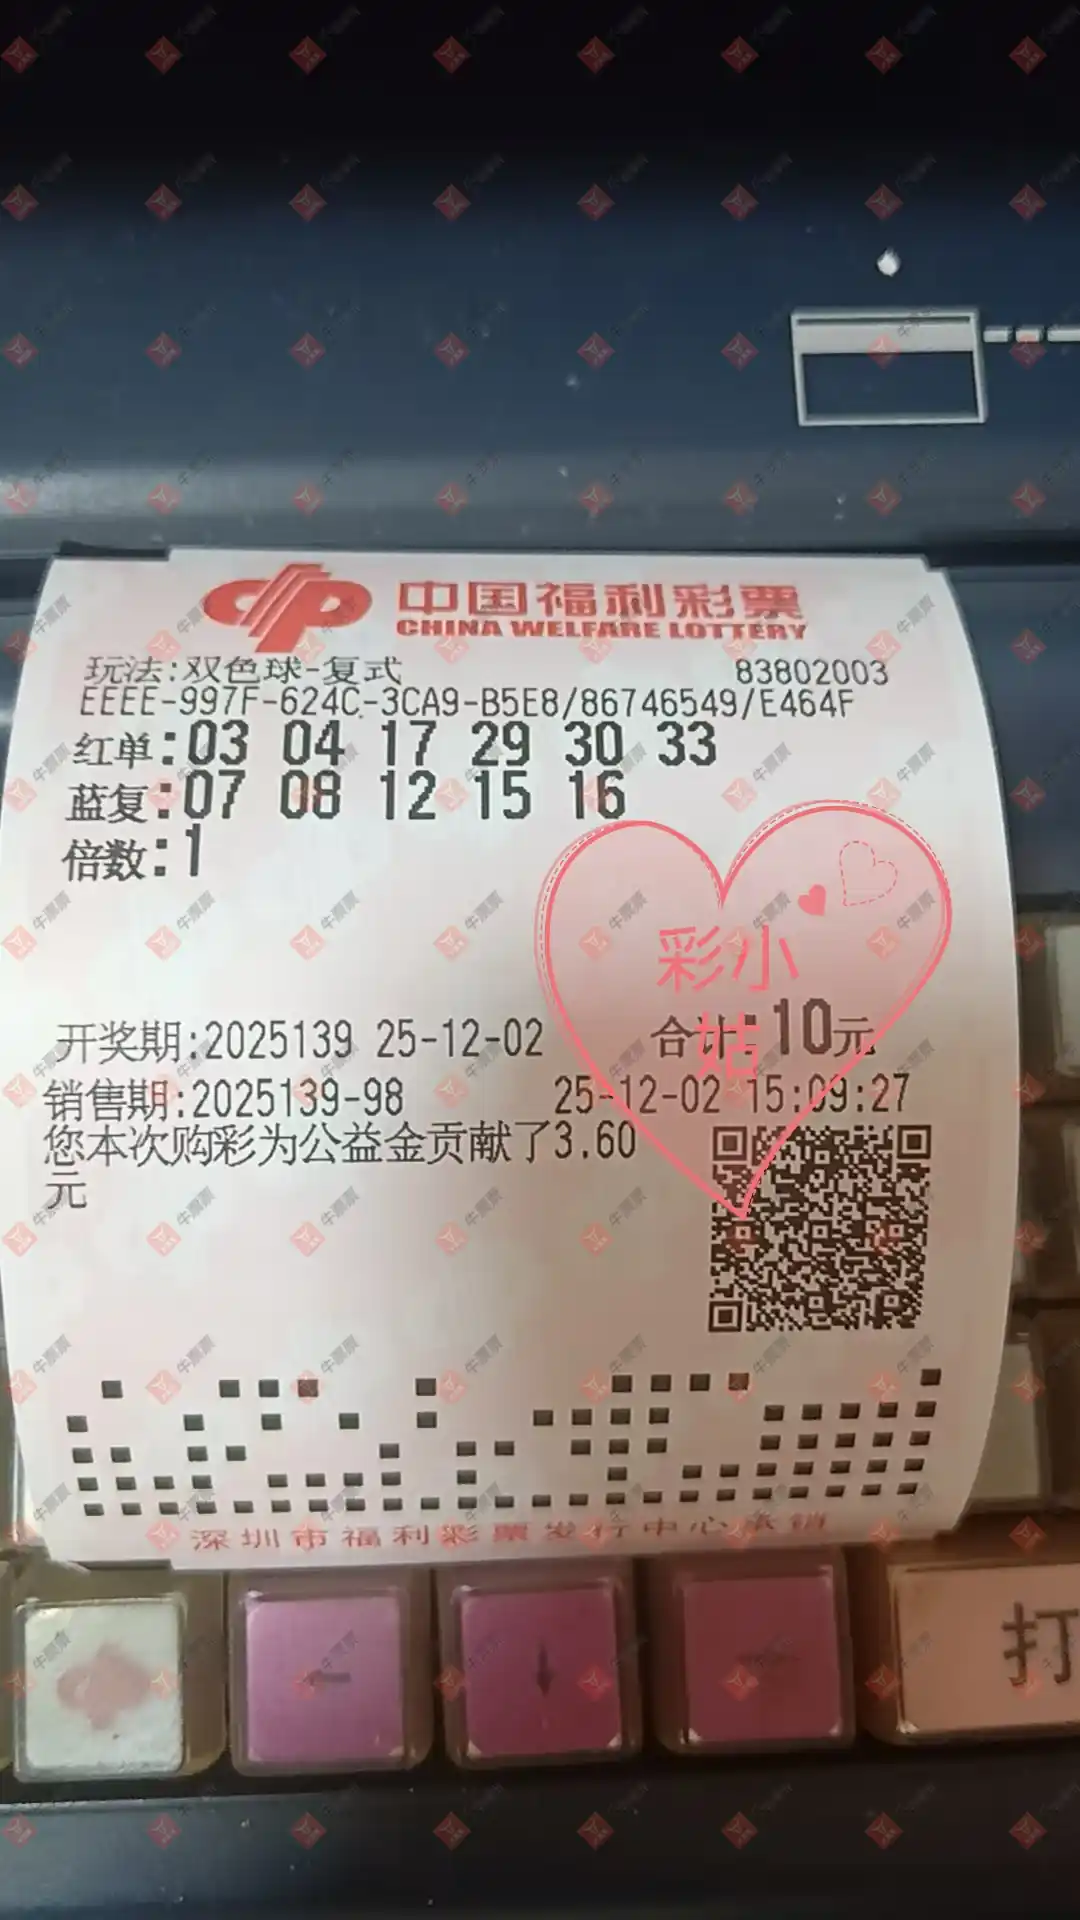 中国福利彩票
CHINA WELFARE LOTTERY
玩法:双色球-复式 83802003
EEEE-997F-624C-3CA9-B5E8/86746549/E464F
红单:03 04 17 29 30 33
蓝复:07 08 12 15 16
倍数:1
彩小
姑
开奖期:2025139 25-12-02 合计:10元
销售期:2025139-98 25-12-02 15:09:27
您本次购彩为公益金贡献了3.60
元
深圳市福利彩票发行中心承销
打
牛票票